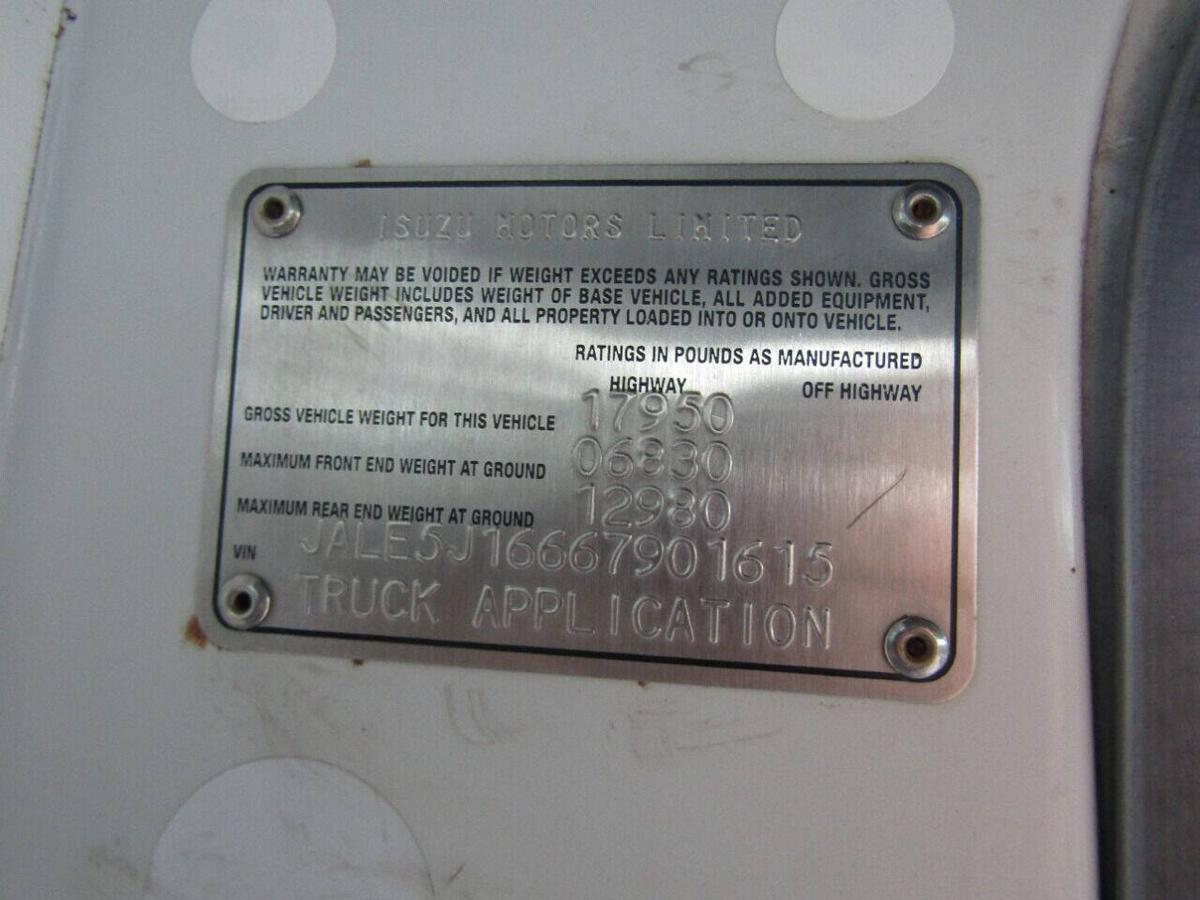 ISUZU MOTORS LIMITED
WARRANTY MAY BE VOIDED IF WEIGHT EXCEEDS ANY RATINGS SHOWN. GROSS
VEHICLE WEIGHT INCLUDES WEIGHT OF BASE VEHICLE, ALL ADDED EQUIPMENT,
DRIVER AND PASSENGERS, AND ALL PROPERTY LOADED INTO OR ONTO VEHICLE.
RATINGS IN POUNDS AS MANUFACTURED
HIGHWAY OFF HIGHWAY
GROSS VEHICLE WEIGHT FOR THIS VEHICLE 17950
MAXIMUM FRONT END WEIGHT AT GROUND 06830
MAXIMUM REAR END WEIGHT AT GROUND 12980
VIN JALE5J16667901615
TRUCK APPLICATION